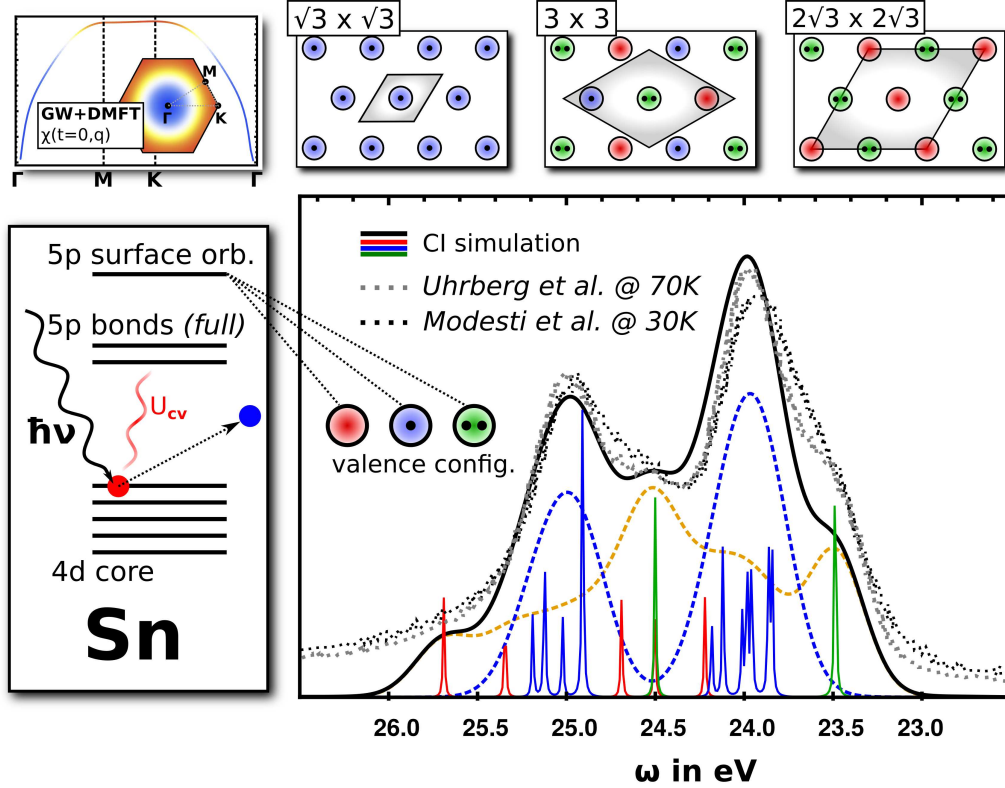 √3 x √3
3 x 3
2√3 x 2√3
M
Γ
K
GW+DMFT
χ(t=0,q)
Γ M K Γ
5p surface orb.
5p bonds (full)
ħν
U_cv
4d core
Sn
CI simulation
Uhrberg et al. @ 70K
Modesti et al. @ 30K
valence config.
26.0 25.5 25.0 24.5 24.0 23.5 23.0
ω in eV